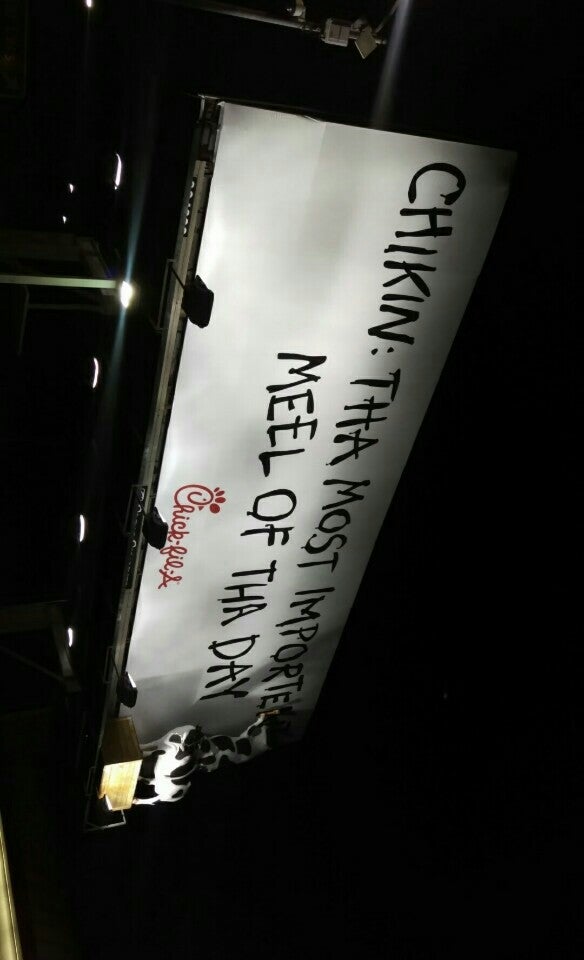 CHIKIN: THA MOST IMPORTENT
MEEL OF THA DAY
Chick-fil-A